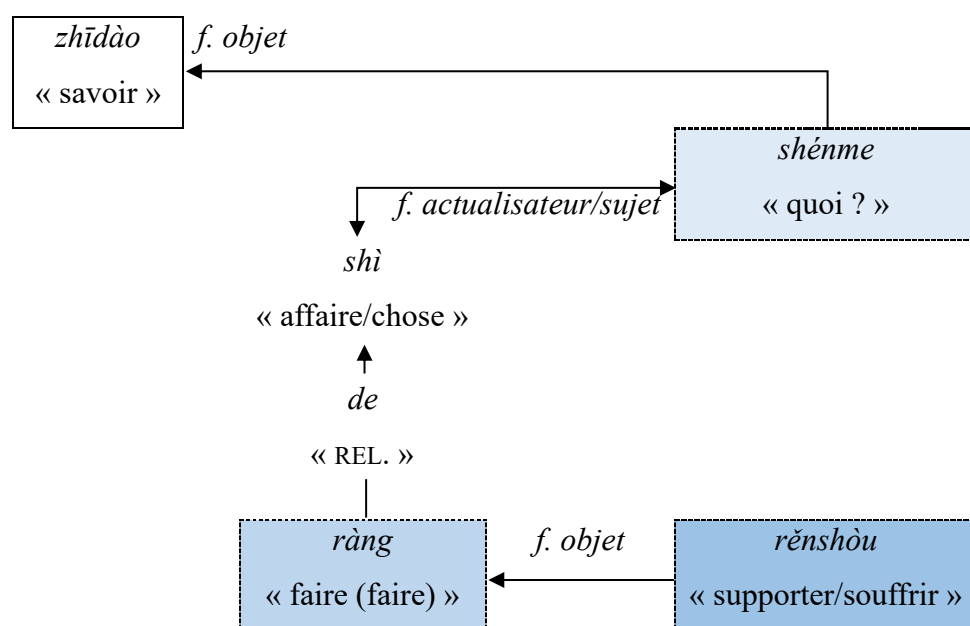 zhīdào
f. objet
« savoir »
shénme
« quoi ? »
f. actualisateur/sujet
shì
« affaire/chose »
de
« REL. »
ràng
« faire (faire) »
f. objet
rěnshòu
« supporter/souffrir »